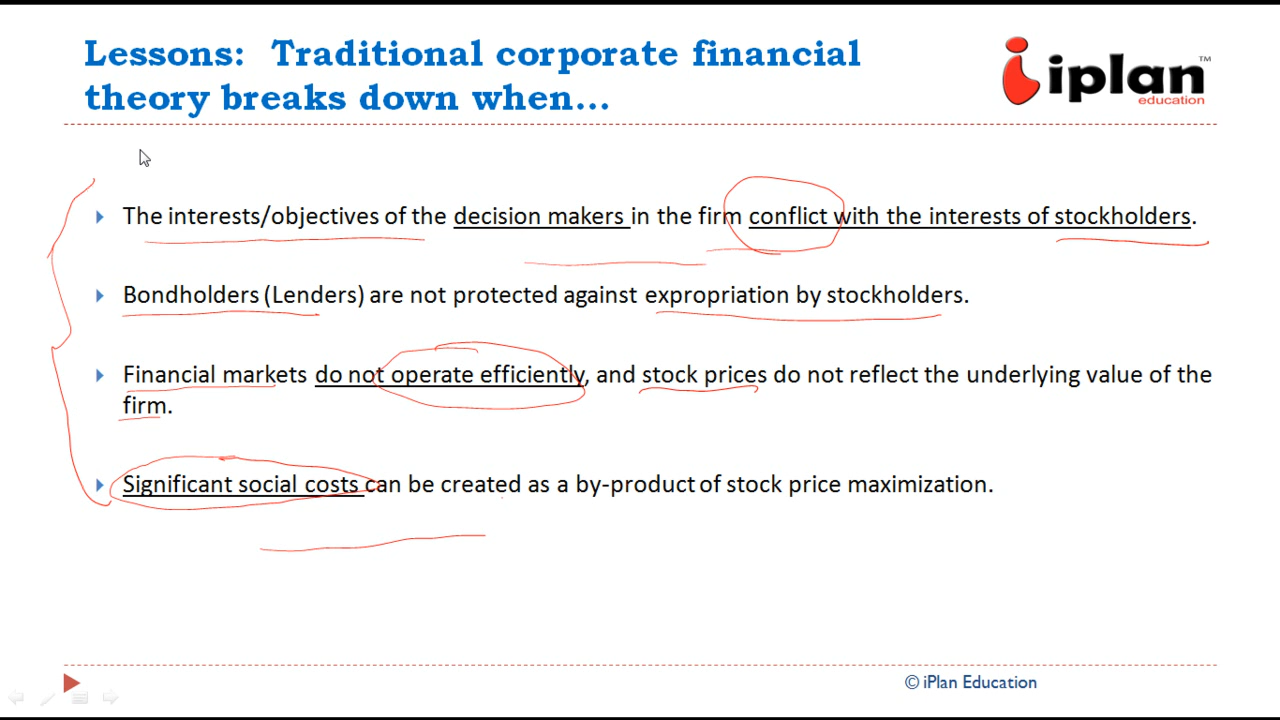 Lessons:  Traditional corporate financial
theory breaks down when...
iplan™
education
The interests/objectives of the decision makers in the firm conflict with the interests of stockholders.
Bondholders (Lenders) are not protected against expropriation by stockholders.
Financial markets do not operate efficiently, and stock prices do not reflect the underlying value of the
firm.
Significant social costs can be created as a by-product of stock price maximization.
© iPlan Education